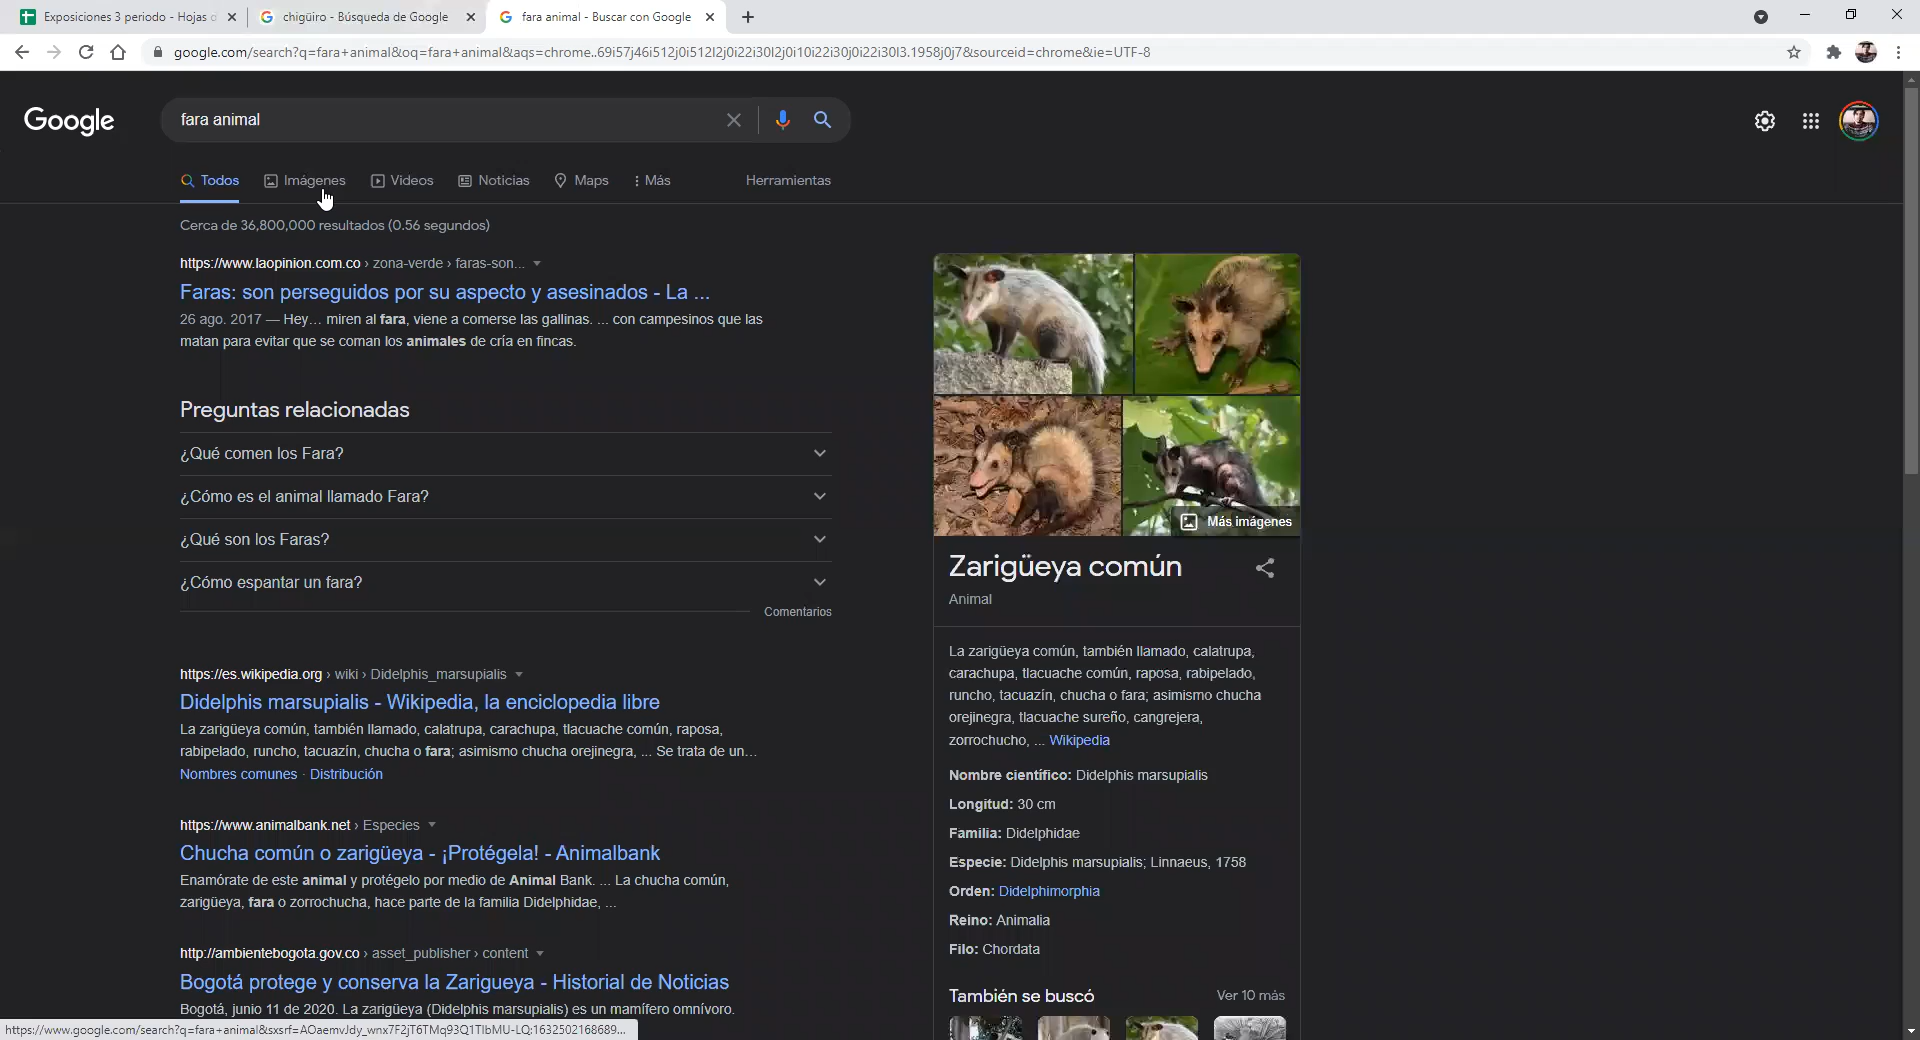 Exposiciones 3 periodo - Hojas
chigüiro - Búsqueda de Google
fara animal - Buscar con Google
google.com/search?q=fara+animal&oq=fara+animal&aqs=chrome..69i57j46i512j0i512l2j0i22i30l2j0i10i22i30j0i22i30l3.1958j0j7&sourceid=chrome&ie=UTF-8
Google
fara animal
Todos
Imágenes
Videos
Noticias
Maps
Más
Herramientas
Cerca de 36,800,000 resultados (0.56 segundos)
https://www.laopinion.com.co › zona-verde › faras-son...
Faras: son perseguidos por su aspecto y asesinados - La ...
26 ago. 2017 — Hey… miren al fara, viene a comerse las gallinas. ... con campesinos que las
matan para evitar que se coman los animales de cría en fincas.
Preguntas relacionadas
¿Qué comen los Fara?
¿Cómo es el animal llamado Fara?
¿Qué son los Faras?
¿Cómo espantar un fara?
Comentarios
https://es.wikipedia.org › wiki › Didelphis_marsupialis
Didelphis marsupialis - Wikipedia, la enciclopedia libre
La zarigüeya común, también llamado, calatrupa, carachupa, tlacuache común, raposa,
rabipelado, runcho, tacuazín, chucha o fara; asimismo chucha orejinegra, ... Se trata de un...
Nombres comunes · Distribución
https://www.animalbank.net › Especies
Chucha común o zarigüeya - ¡Protégela! - Animalbank
Enamórate de este animal y protégelo por medio de Animal Bank. ... La chucha común,
zarigüeya, fara o zorrochucha, hace parte de la familia Didelphidae, ...
http://ambientebogota.gov.co › asset_publisher › content
Bogotá protege y conserva la Zarigueya - Historial de Noticias
Bogotá, junio 11 de 2020. La zarigüeya (Didelphis marsupialis) es un mamífero omnívoro.
https://www.google.com/search?q=fara+animal&sxsrf=AOaemvJdy_wnx7F2jT6TMq93Q1TIbMU-LQ:1632502168689...
Más imágenes
Zarigüeya común
Animal
La zarigüeya común, también llamado, calatrupa,
carachupa, tlacuache común, raposa, rabipelado,
runcho, tacuazín, chucha o fara; asimismo chucha
orejinegra, tlacuache sureño, cangrejera,
zorrochucho, ... Wikipedia
Nombre científico: Didelphis marsupialis
Longitud: 30 cm
Familia: Didelphidae
Especie: Didelphis marsupialis; Linnaeus, 1758
Orden: Didelphimorphia
Reino: Animalia
Filo: Chordata
También se buscó
Ver 10 más